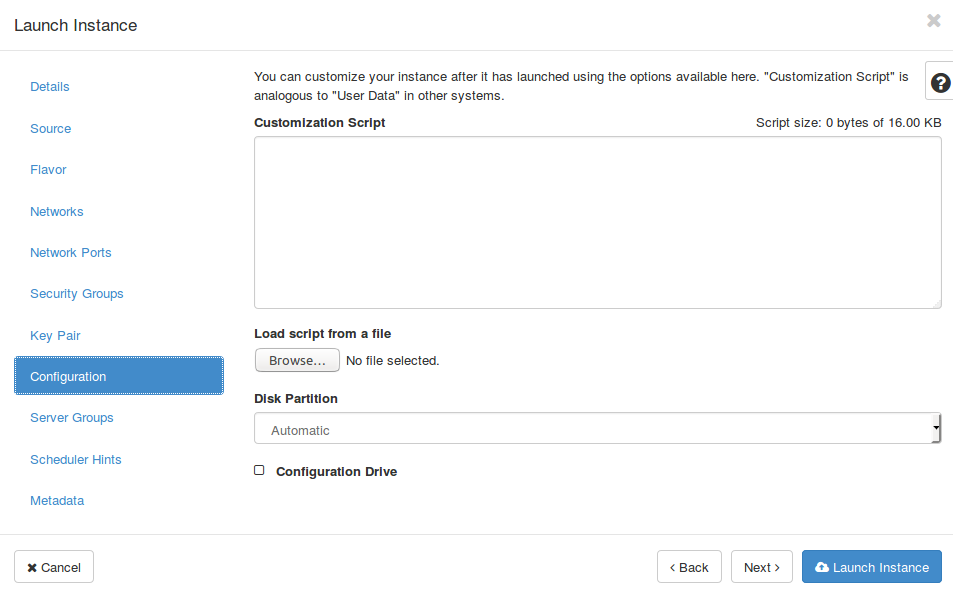 Launch Instance
Details
Source
Flavor
Networks
Network Ports
Security Groups
Key Pair
Configuration
Server Groups
Scheduler Hints
Metadata
You can customize your instance after it has launched using the options available here. "Customization Script" is
analogous to "User Data" in other systems.
Customization Script
Script size: 0 bytes of 16.00 KB
Load script from a file
Browse... No file selected.
Disk Partition
Automatic
Configuration Drive
Cancel
‹ Back
Next ›
Launch Instance